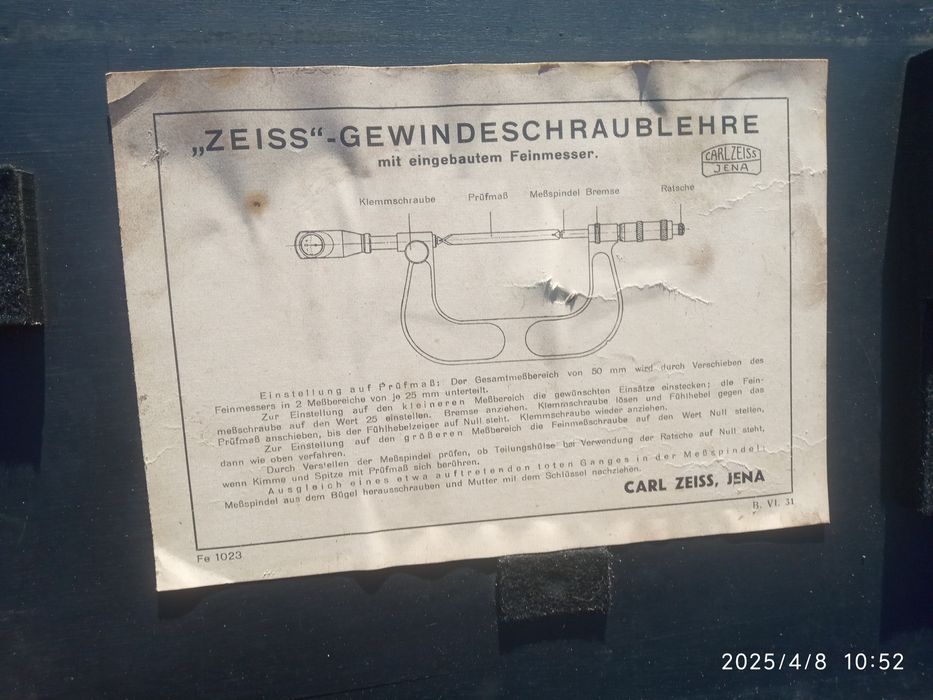 „ZEISS“-GEWINDESCHRAUBLEHRE
mit eingebautem Feinmesser.
CARL ZEISS
JENA
Klemmschraube Prüfmaß Meßspindel Bremse Ratsche
Einstellung auf Prüfmaß: Der Gesamtmeßbereich von 50 mm wird durch Verschieben des
Feinmessers in 2 Meßbereiche von je 25 mm unterteilt.
Zur Einstellung auf den kleineren Meßbereich die gewünschten Einsätze einstecken; die Fein-
meßschraube auf den Wert 25 einstellen. Bremse anziehen. Klemmschraube lösen und Fühlhebel gegen das
Prüfmaß anschieben, bis der Fühlhebelzeiger auf Null steht. Klemmschraube wieder anziehen.
Zur Einstellung auf den größeren Meßbereich die Feinmeßschraube auf den Wert Null stellen,
dann wie oben verfahren.
Durch Verstellen der Meßspindel prüfen, ob Teilungshülse bei Verwendung der Ratsche auf Null steht,
wenn Kimme und Spitze mit Prüfmaß sich berühren.
Ausgleich eines etwa auftretenden toten Ganges in der Meßspindel:
Meßspindel aus dem Bügel herausschrauben und Mutter mit dem Schlüssel nachziehen.
CARL ZEISS, JENA
B. VI. 31
Fe 1023
2025/4/8 10:52